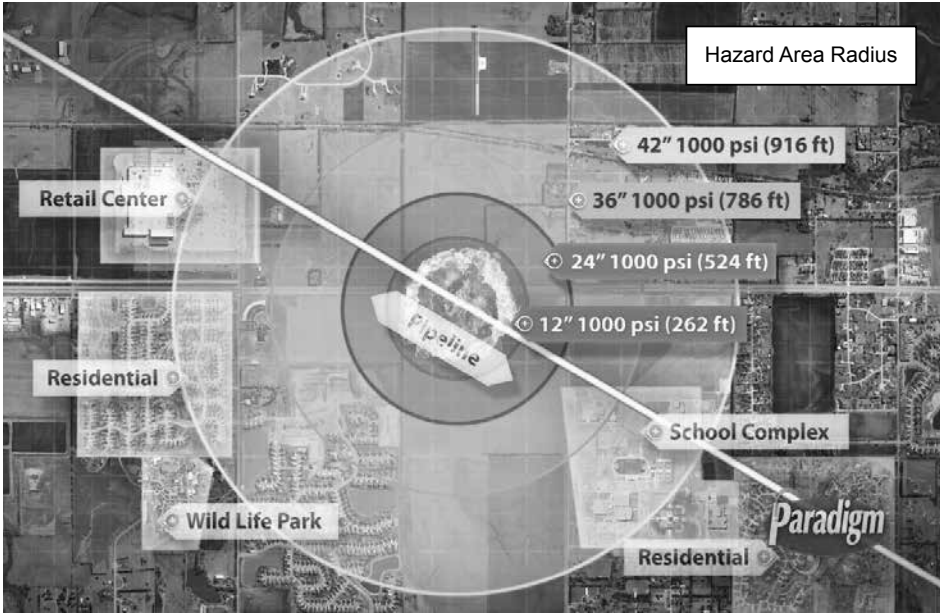 Hazard Area Radius
42" 1000 psi (916 ft)
Retail Center
36" 1000 psi (786 ft)
24" 1000 psi (524 ft)
12" 1000 psi (262 ft)
Pipeline
Residential
School Complex
Wild Life Park
Paradigm
Residential